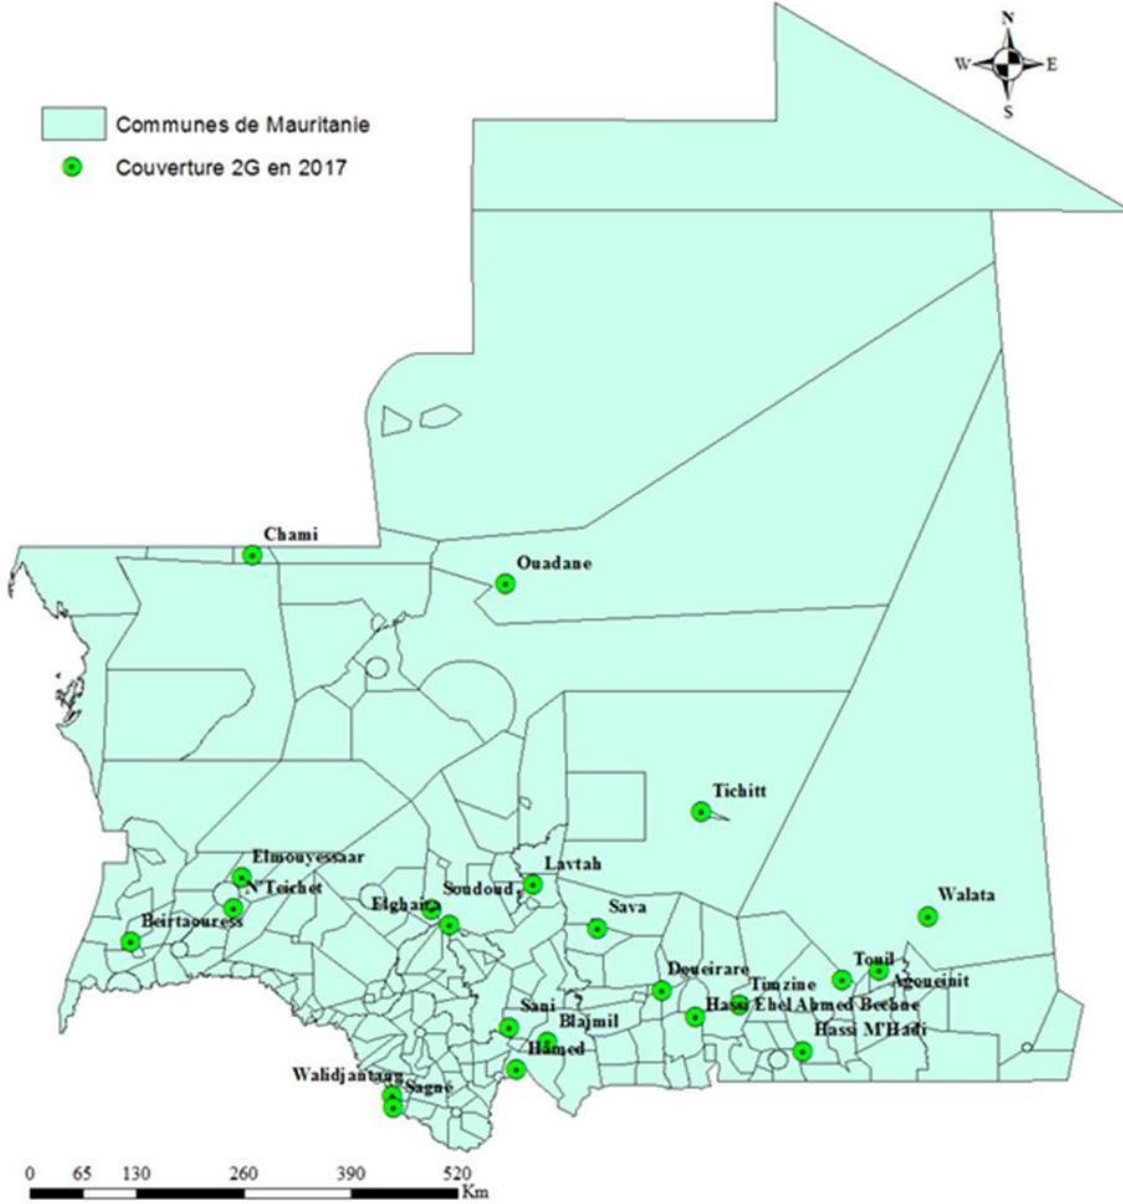 N
W E
S
Communes de Mauritanie
Couverture 2G en 2017
Chami
Ouadane
Tichitt
Elmouyessaar
N'Teichet
Lavtah
Soudoud
Elghaira
Beirtaouress
Sava
Walata
Touil
Agoueinit
Doueirare
Timzine
Hassi Ehel Ahmed Bechne
Hassi M'Hadi
Sani
Blajmil
Hamed
Walidjantang
Sagné
0 65 130 260 390 520
Km